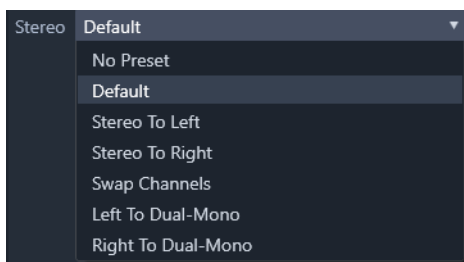 Stereo Default
No Preset
Default
Stereo To Left
Stereo To Right
Swap Channels
Left To Dual-Mono
Right To Dual-Mono